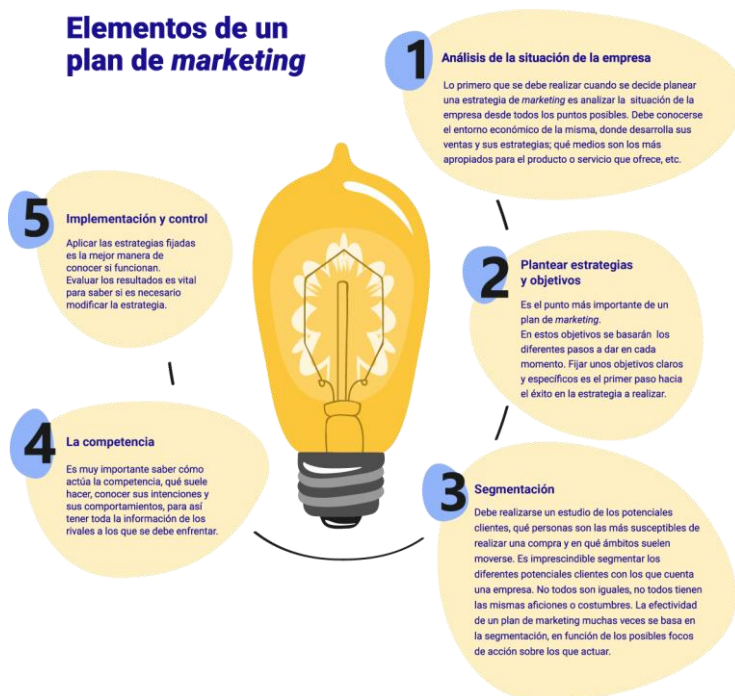 Elementos de un
plan de marketing
1
Análisis de la situación de la empresa
Lo primero que se debe realizar cuando se decide planear
una estrategia de marketing es analizar la situación de la
empresa desde todos los puntos posibles. Debe conocerse
el entorno económico de la misma, donde desarrolla sus
ventas y sus estrategias; qué medios son los más
apropiados para el producto o servicio que ofrece, etc.
2
Plantear estrategias
y objetivos
Es el punto más importante de un
plan de marketing.
En estos objetivos se basarán los
diferentes pasos a dar en cada
momento. Fijar unos objetivos claros
y específicos es el primer paso hacia
el éxito en la estrategia a realizar.
3
Segmentación
Debe realizarse un estudio de los potenciales
clientes, qué personas son las más susceptibles de
realizar una compra y en qué ámbitos suelen
moverse. Es imprescindible segmentar los
diferentes potenciales clientes con los que cuenta
una empresa. No todos son iguales, no todos tienen
las mismas aficiones o costumbres. La efectividad
de un plan de marketing muchas veces se basa en
la segmentación, en función de los posibles focos
de acción sobre los que actuar.
4
La competencia
Es muy importante saber cómo
actúa la competencia, qué suele
hacer, conocer sus intenciones y
sus comportamientos, para así
tener toda la información de los
rivales a los que se debe enfrentar.
5
Implementación y control
Aplicar las estrategias fijadas
es la mejor manera de
conocer si funcionan.
Evaluar los resultados es vital
para saber si es necesario
modificar la estrategia.